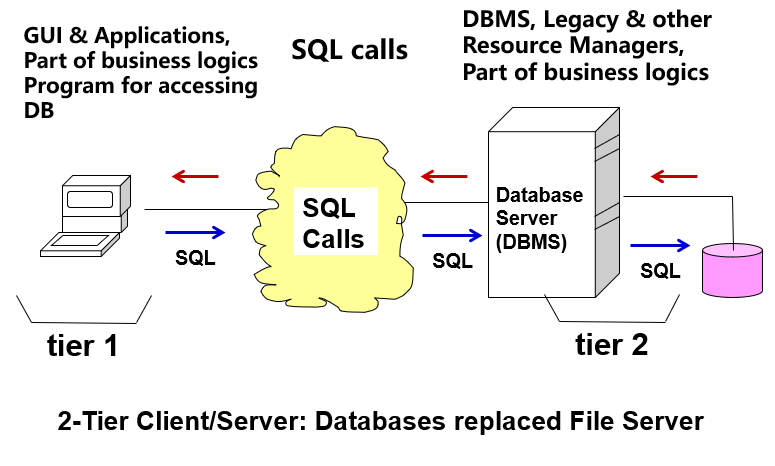 GUI & Applications,
Part of business logics
Program for accessing
DB
SQL calls
DBMS, Legacy & other
Resource Managers,
Part of business logics
SQL
Calls
Database
Server
(DBMS)
SQL
SQL
SQL
tier 1
tier 2
2-Tier Client/Server: Databases replaced File Server